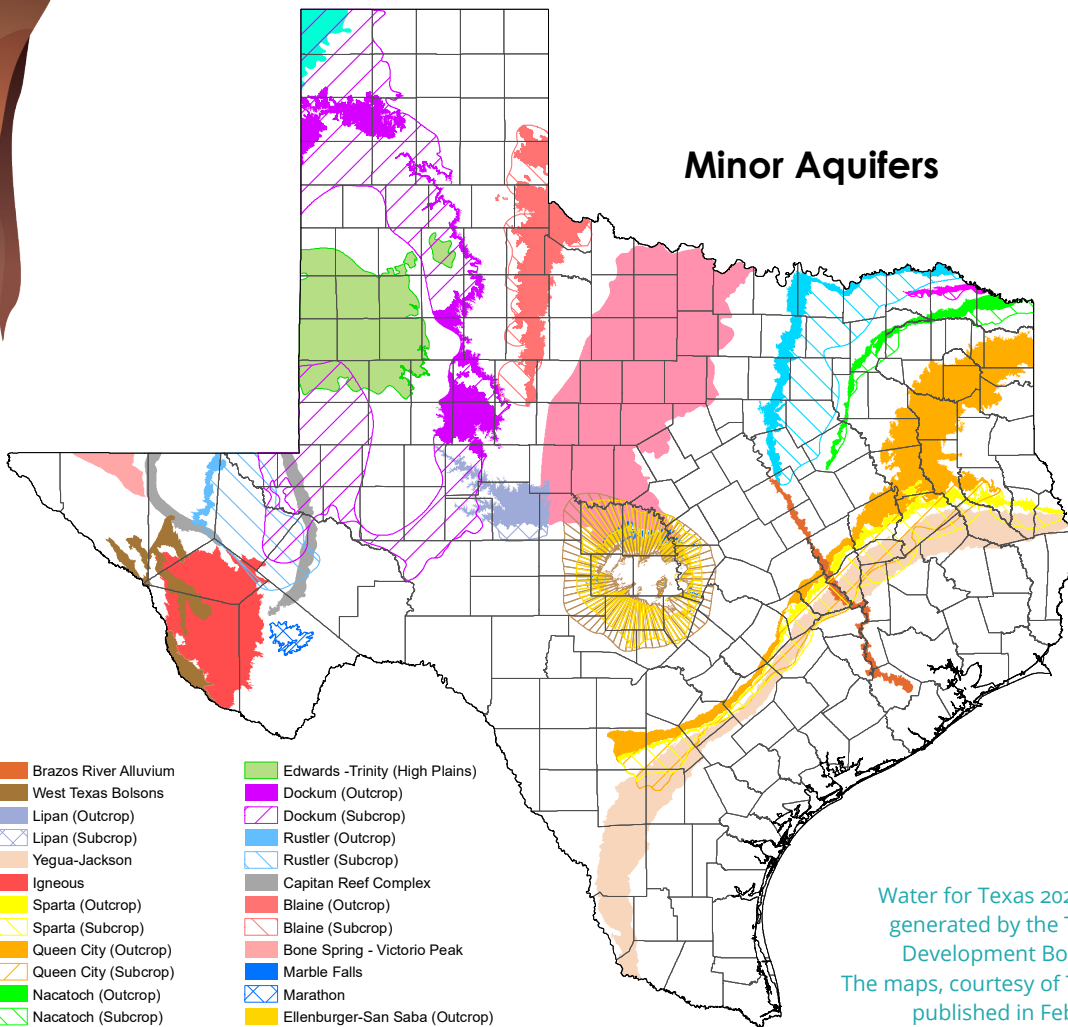 Minor Aquifers
Brazos River Alluvium
West Texas Bolsons
Lipan (Outcrop)
Lipan (Subcrop)
Yegua-Jackson
Igneous
Sparta (Outcrop)
Sparta (Subcrop)
Queen City (Outcrop)
Queen City (Subcrop)
Nacatoch (Outcrop)
Nacatoch (Subcrop)
Edwards -Trinity (High Plains)
Dockum (Outcrop)
Dockum (Subcrop)
Rustler (Outcrop)
Rustler (Subcrop)
Capitan Reef Complex
Blaine (Outcrop)
Blaine (Subcrop)
Bone Spring - Victorio Peak
Marble Falls
Marathon
Ellenburger-San Saba (Outcrop)
Water for Texas 202
generated by the
Development Bo
The maps, courtesy of
published in Feb